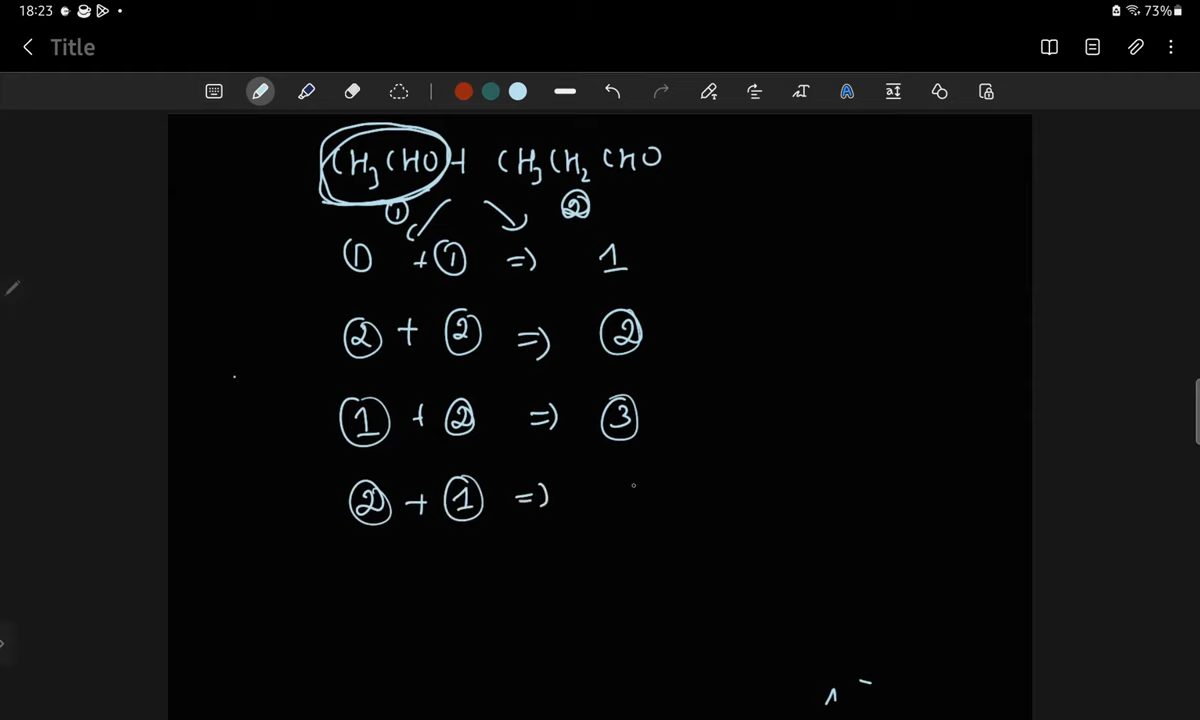 18:23 73%
Title
CH₃CHO + CH₃CH₂CHO
① ②
① + ① => 1
② + ② => ②
① + ② => ③
② + ① =>